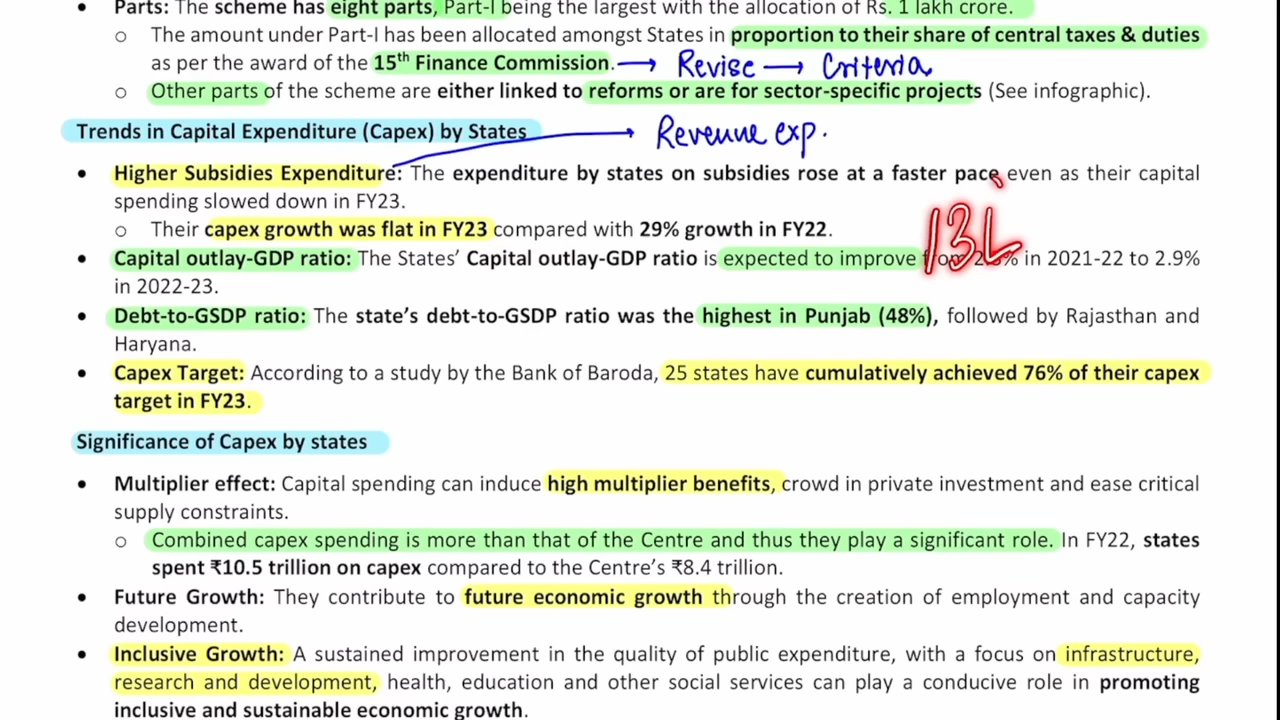 • Parts: The scheme has eight parts, Part-I being the largest with the allocation of Rs. 1 lakh crore.
o The amount under Part-I has been allocated amongst States in proportion to their share of central taxes & duties
as per the award of the 15th Finance Commission. → Revise → Criteria
o Other parts of the scheme are either linked to reforms or are for sector-specific projects (See infographic).
Trends in Capital Expenditure (Capex) by States → Revenue exp.
• Higher Subsidies Expenditure: The expenditure by states on subsidies rose at a faster pace even as their capital
spending slowed down in FY23.
o Their capex growth was flat in FY23 compared with 29% growth in FY22.
13L
• Capital outlay-GDP ratio: The States' Capital outlay-GDP ratio is expected to improve from % in 2021-22 to 2.9%
in 2022-23.
• Debt-to-GSDP ratio: The state's debt-to-GSDP ratio was the highest in Punjab (48%), followed by Rajasthan and
Haryana.
• Capex Target: According to a study by the Bank of Baroda, 25 states have cumulatively achieved 76% of their capex
target in FY23.
Significance of Capex by states
• Multiplier effect: Capital spending can induce high multiplier benefits, crowd in private investment and ease critical
supply constraints.
o Combined capex spending is more than that of the Centre and thus they play a significant role. In FY22, states
spent ₹10.5 trillion on capex compared to the Centre's ₹8.4 trillion.
• Future Growth: They contribute to future economic growth through the creation of employment and capacity
development.
• Inclusive Growth: A sustained improvement in the quality of public expenditure, with a focus on infrastructure,
research and development, health, education and other social services can play a conducive role in promoting
inclusive and sustainable economic growth.